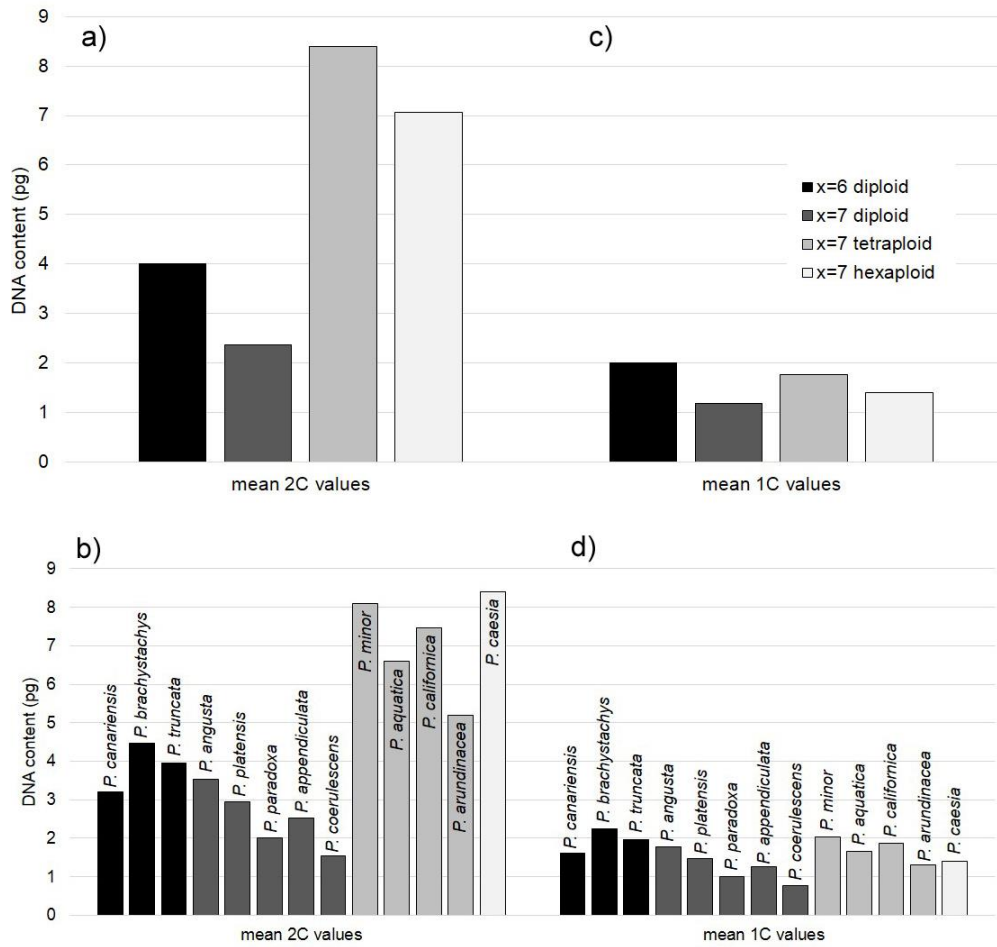 a)
c)
9
8
7
6
5
4
3
2
1
0
DNA content (pg)
mean 2C values
mean 1C values
x=6 diploid
x=7 diploid
x=7 tetraploid
x=7 hexaploid
b)
d)
9
8
7
6
5
4
3
2
1
0
DNA content (pg)
P. canariensis
P. brachystachys
P. truncata
P. angusta
P. platensis
P. paradoxa
P. appendiculata
P. coerulescens
P. minor
P. aquatica
P. californica
P. arundinacea
P. caesia
mean 2C values
P. canariensis
P. brachystachys
P. truncata
P. angusta
P. platensis
P. paradoxa
P. appendiculata
P. coerulescens
P. minor
P. aquatica
P. californica
P. arundinacea
P. caesia
mean 1C values